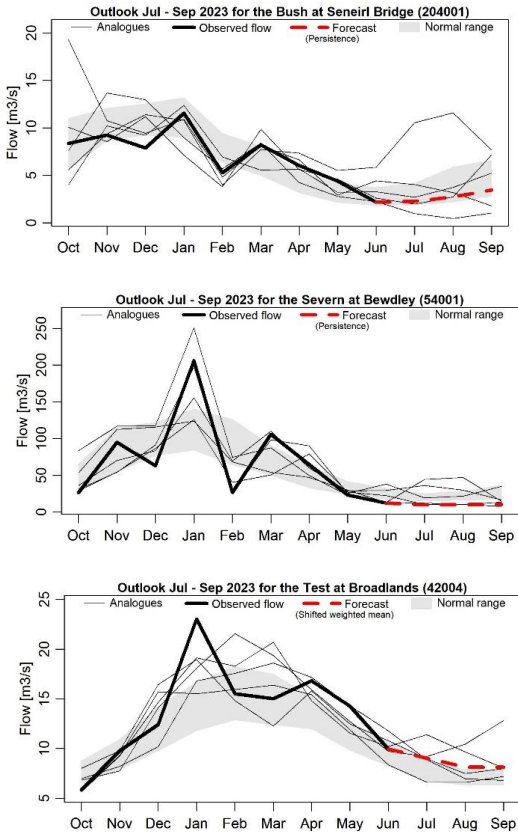 Outlook Jul - Sep 2023 for the Bush at Seneirl Bridge (204001)
Analogues Observed flow Forecast Normal range
(Persistence)
Flow [m3/s]
20
15
10
5
0
Oct Nov Dec Jan Feb Mar Apr May Jun Jul Aug Sep
Outlook Jul - Sep 2023 for the Severn at Bewdley (54001)
Analogues Observed flow Forecast Normal range
(Persistence)
Flow [m3/s]
250
200
150
100
50
0
Oct Nov Dec Jan Feb Mar Apr May Jun Jul Aug Sep
Outlook Jul - Sep 2023 for the Test at Broadlands (42004)
Analogues Observed flow Forecast Normal range
(Shifted weighted mean)
Flow [m3/s]
25
20
15
10
5
Oct Nov Dec Jan Feb Mar Apr May Jun Jul Aug Sep